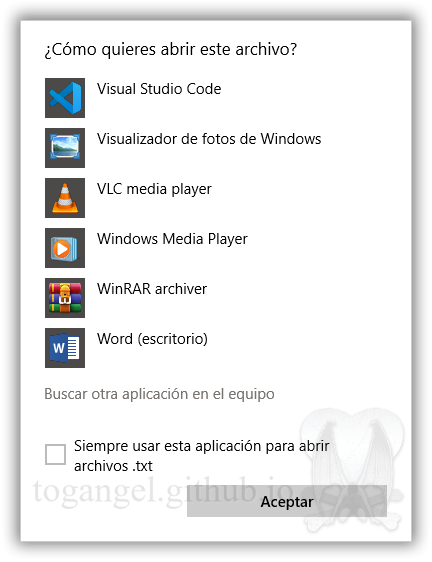 ¿Cómo quieres abrir este archivo?
Visual Studio Code
Visualizador de fotos de Windows
VLC media player
Windows Media Player
WinRAR archiver
W
Word (escritorio)
Buscar otra aplicación en el equipo
Siempre usar esta aplicación para abrir
archivos .txt
togangel.github.io
Aceptar